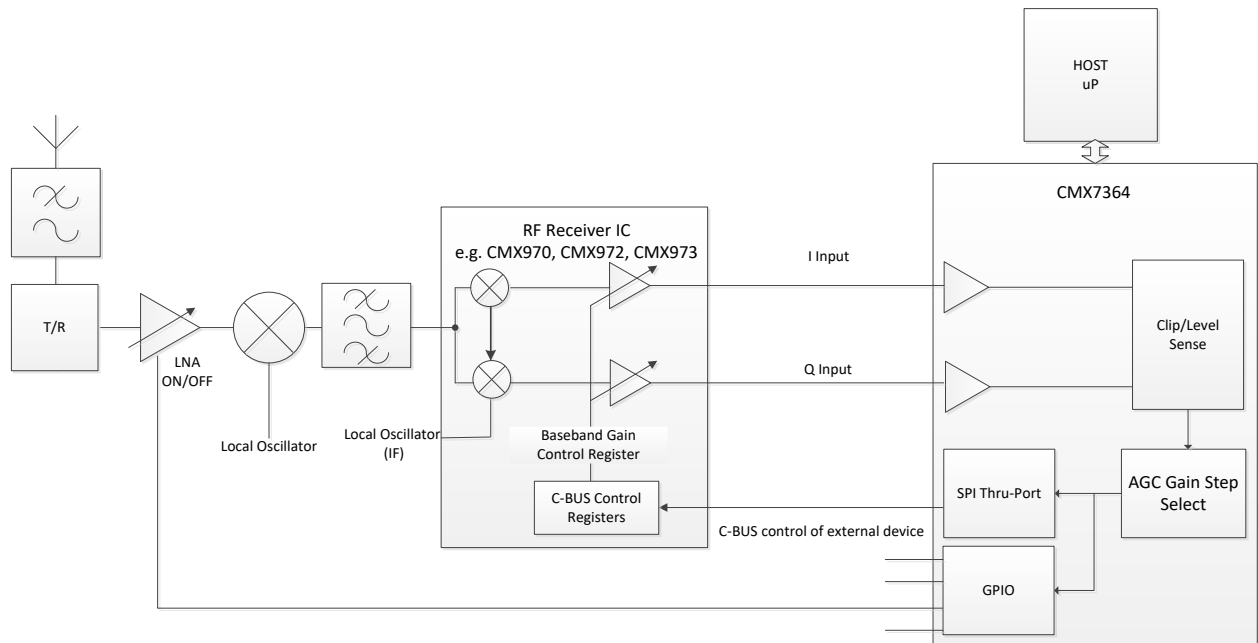 HOST
uP
CMX7364
RF Receiver IC
e.g. CMX970, CMX972, CMX973
I Input
Clip/Level
Sense
T/R
LNA
ON/OFF
Q Input
Local Oscillator
Local Oscillator
(IF)
Baseband Gain
Control Register
C-BUS Control
Registers
SPI Thru-Port
AGC Gain Step
Select
C-BUS control of external device
GPIO